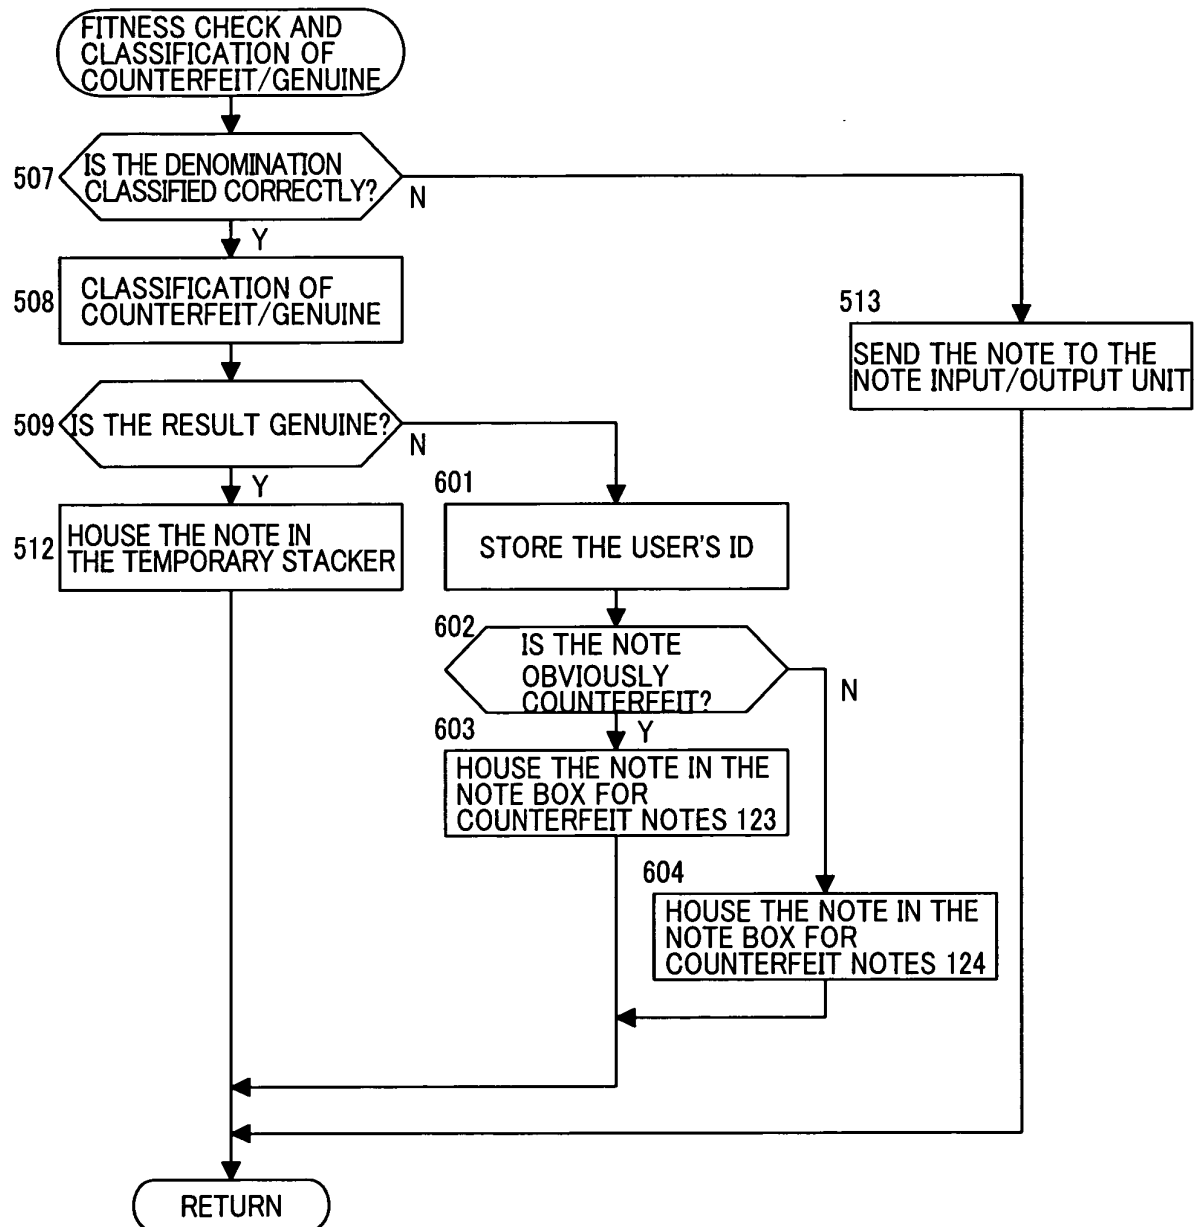 FITNESS CHECK AND
CLASSIFICATION OF
COUNTERFEIT/GENUINE
507
IS THE DENOMINATION
CLASSIFIED CORRECTLY?
N
Y
508
CLASSIFICATION OF
COUNTERFEIT/GENUINE
513
SEND THE NOTE TO THE
NOTE INPUT/OUTPUT UNIT
509
IS THE RESULT GENUINE?
N
Y
512
HOUSE THE NOTE IN
THE TEMPORARY STACKER
601
STORE THE USER'S ID
602
IS THE NOTE
OBVIOUSLY
COUNTERFEIT?
N
Y
603
HOUSE THE NOTE IN THE
NOTE BOX FOR
COUNTERFEIT NOTES 123
604
HOUSE THE NOTE IN THE
NOTE BOX FOR
COUNTERFEIT NOTES 124
RETURN